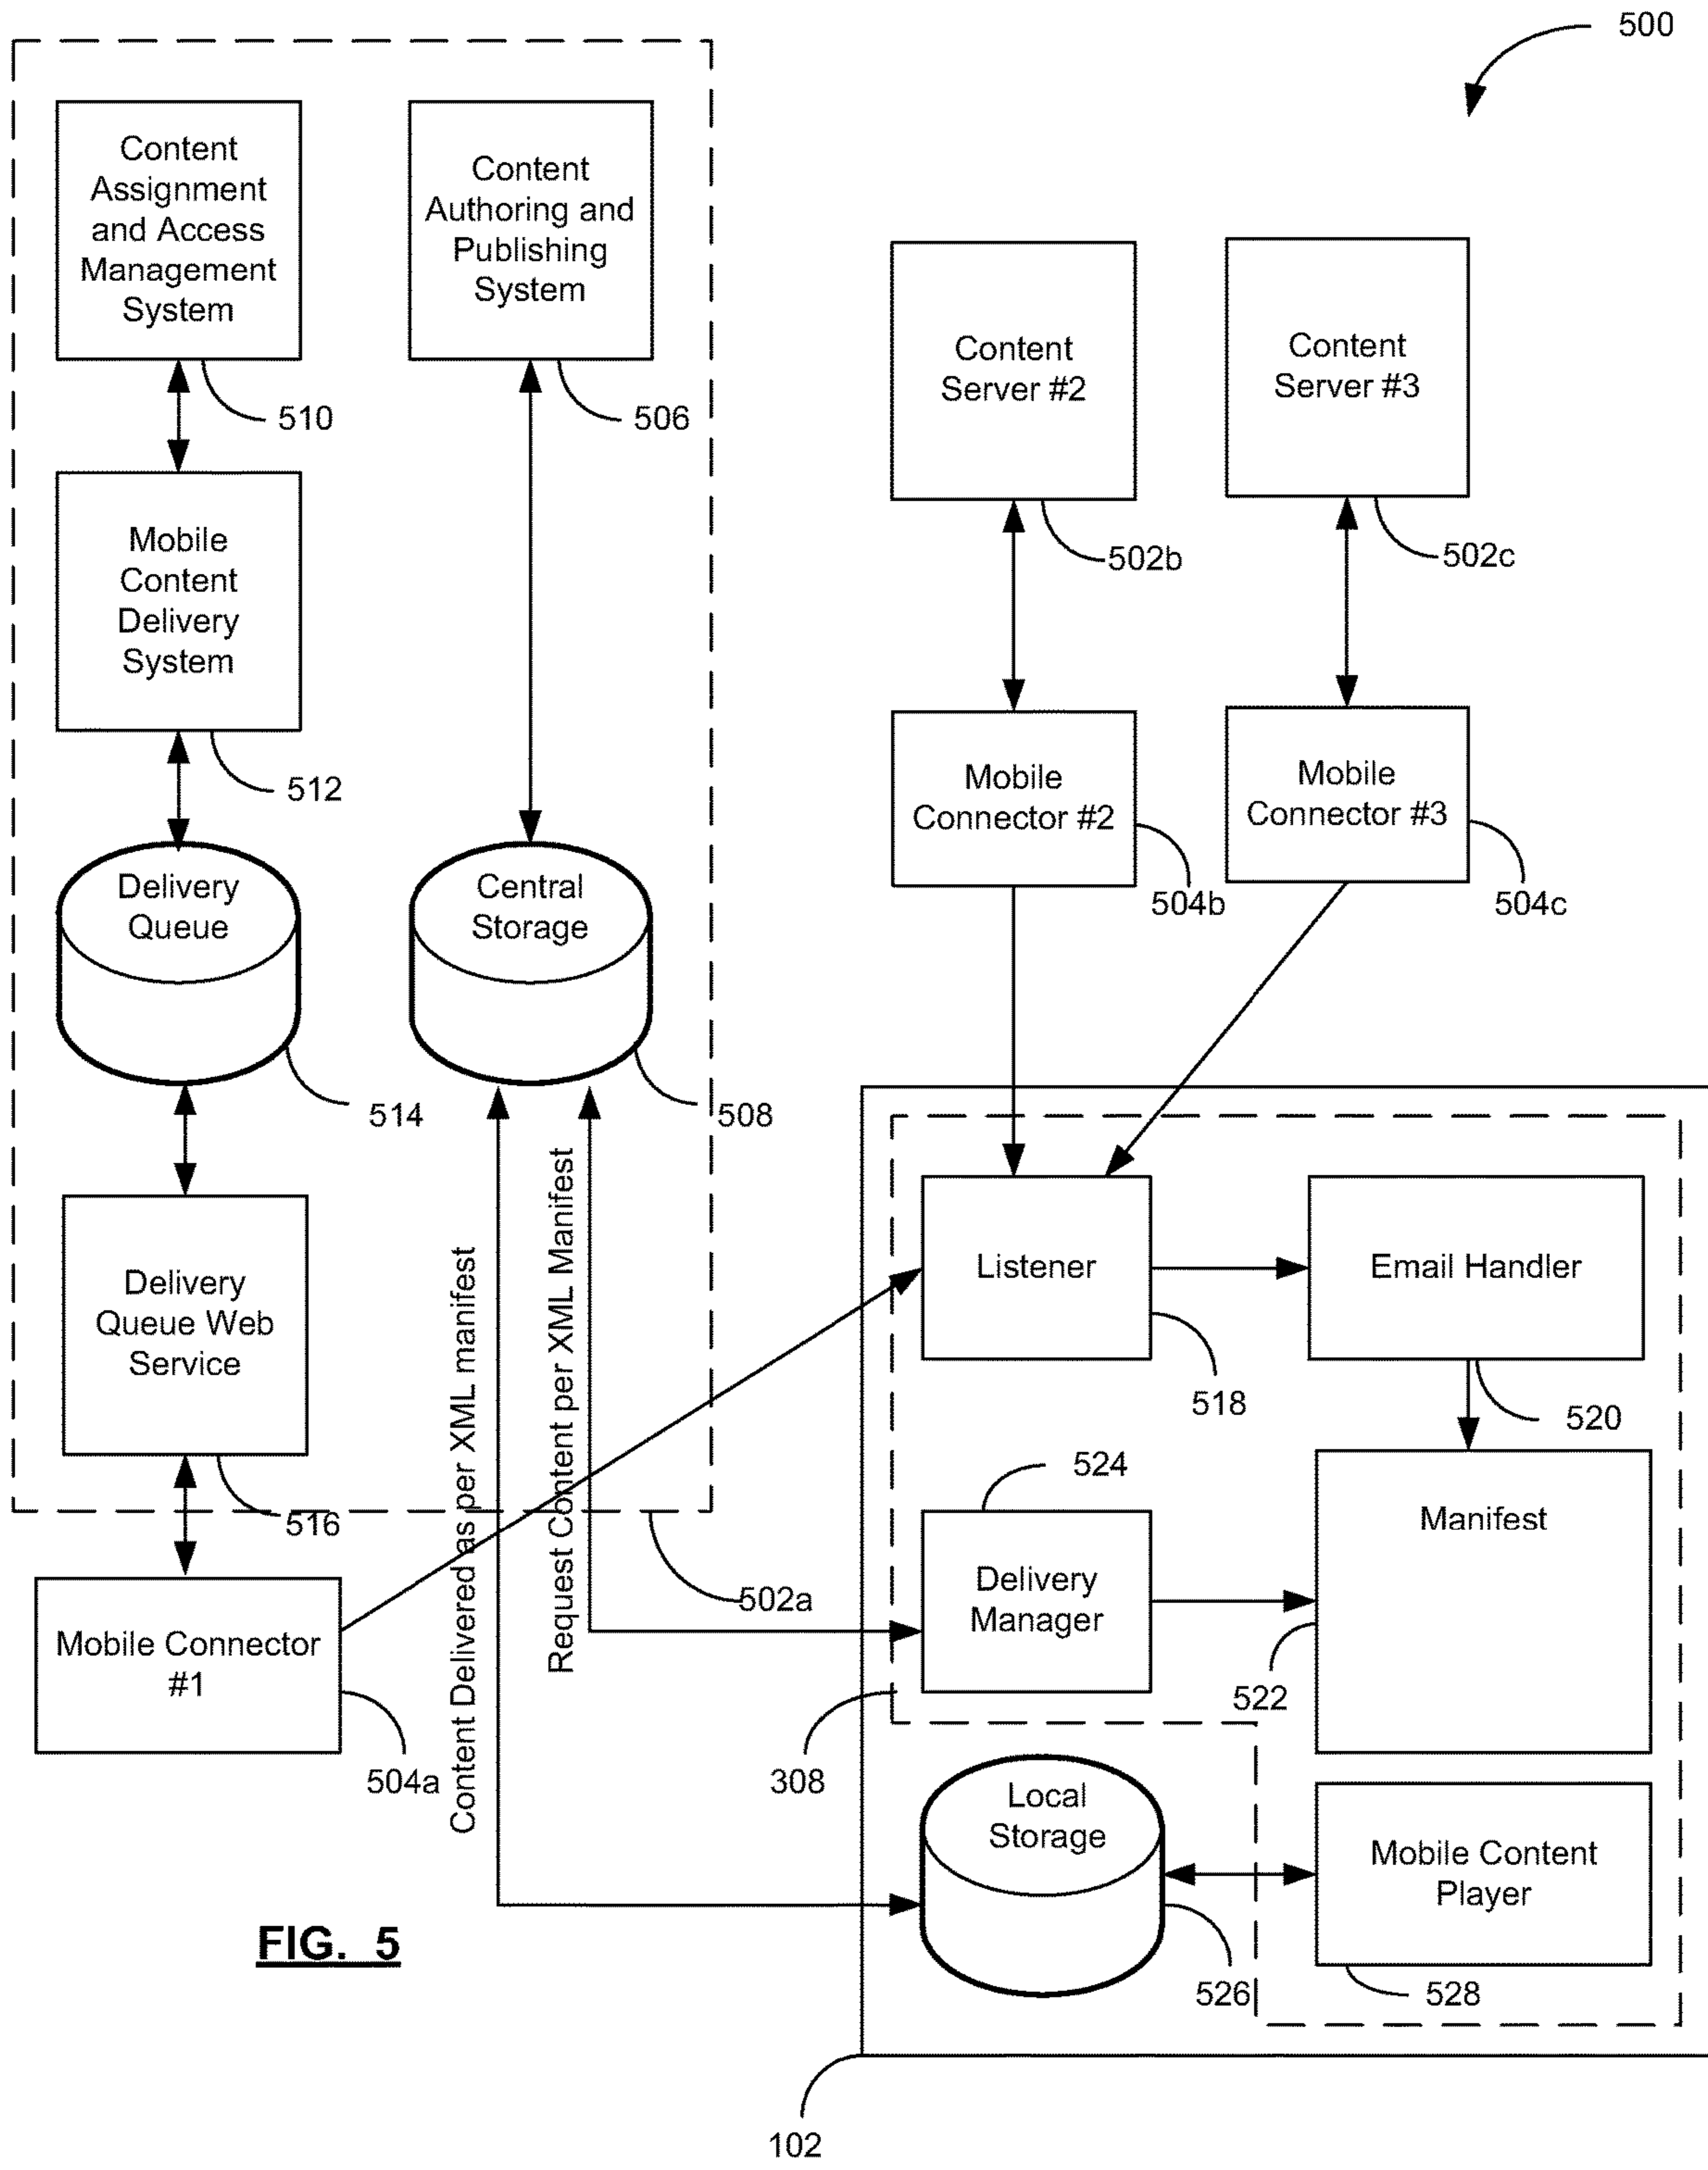 500
Content
Assignment
and Access
Management
System
Content
Authoring and
Publishing
System
Content
Server #2
Content
Server #3
510
506
502b
502c
Mobile
Content
Delivery
System
512
Mobile
Connector #2
Mobile
Connector #3
504b
504c
Delivery
Queue
Central
Storage
514
508
Delivery
Queue Web
Service
516
Content Delivered as per XML manifest
Request Content per XML Manifest
502a
Mobile Connector
#1
504a
Listener
Email Handler
518
520
524
Delivery
Manager
Manifest
522
308
Local
Storage
Mobile Content
Player
526
528
FIG. 5
102